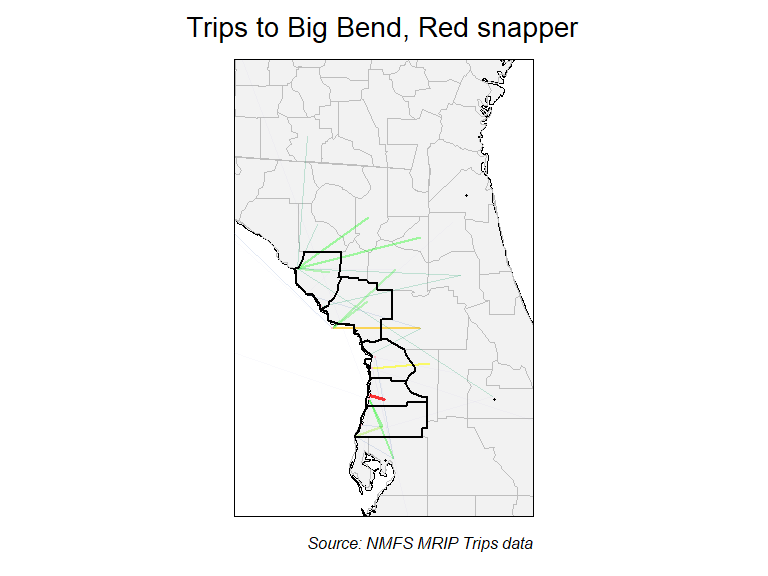 Trips to Big Bend, Red snapper
Source: NMFS MRIP Trips data